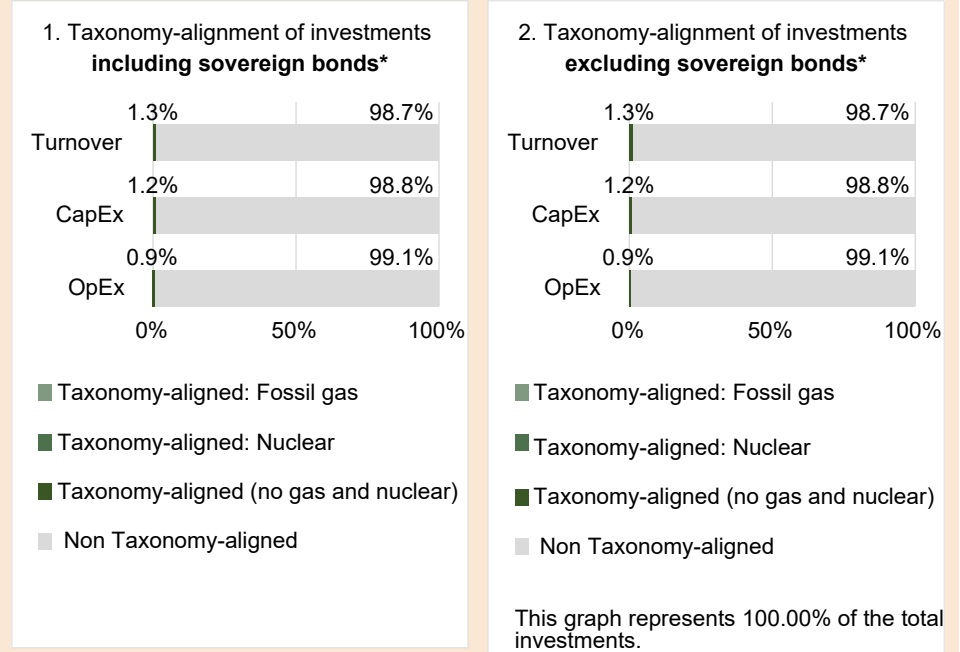 1. Taxonomy-alignment of investments
including sovereign bonds*
1.3% 98.7%
Turnover
1.2% 98.8%
CapEx
0.9% 99.1%
OpEx
0% 50% 100%
Taxonomy-aligned: Fossil gas
Taxonomy-aligned: Nuclear
Taxonomy-aligned (no gas and nuclear)
Non Taxonomy-aligned
2. Taxonomy-alignment of investments
excluding sovereign bonds*
1.3% 98.7%
Turnover
1.2% 98.8%
CapEx
0.9% 99.1%
OpEx
0% 50% 100%
Taxonomy-aligned: Fossil gas
Taxonomy-aligned: Nuclear
Taxonomy-aligned (no gas and nuclear)
Non Taxonomy-aligned
This graph represents 100.00% of the total
investments.